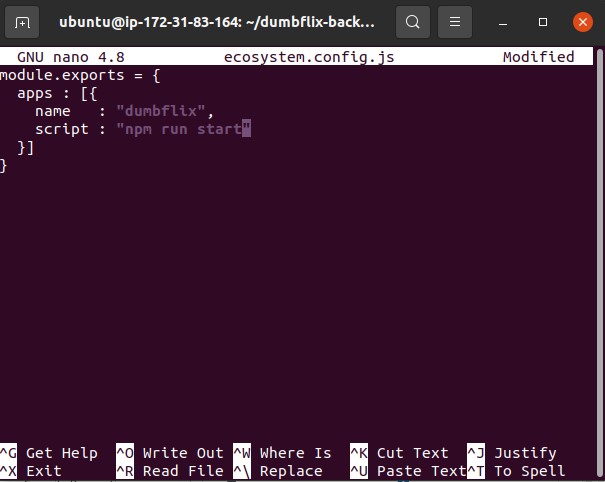 ubuntu@ip-172-31-83-164: ~/dumbflix-back...
GNU nano 4.8 ecosystem.config.js Modified
module.exports = {
  apps : [{
    name   : "dumbflix",
    script : "npm run start"
  }]
}
^G Get Help ^O Write Out ^W Where Is ^K Cut Text ^J Justify
^X Exit ^R Read File ^\ Replace ^U Paste Text ^T To Spell